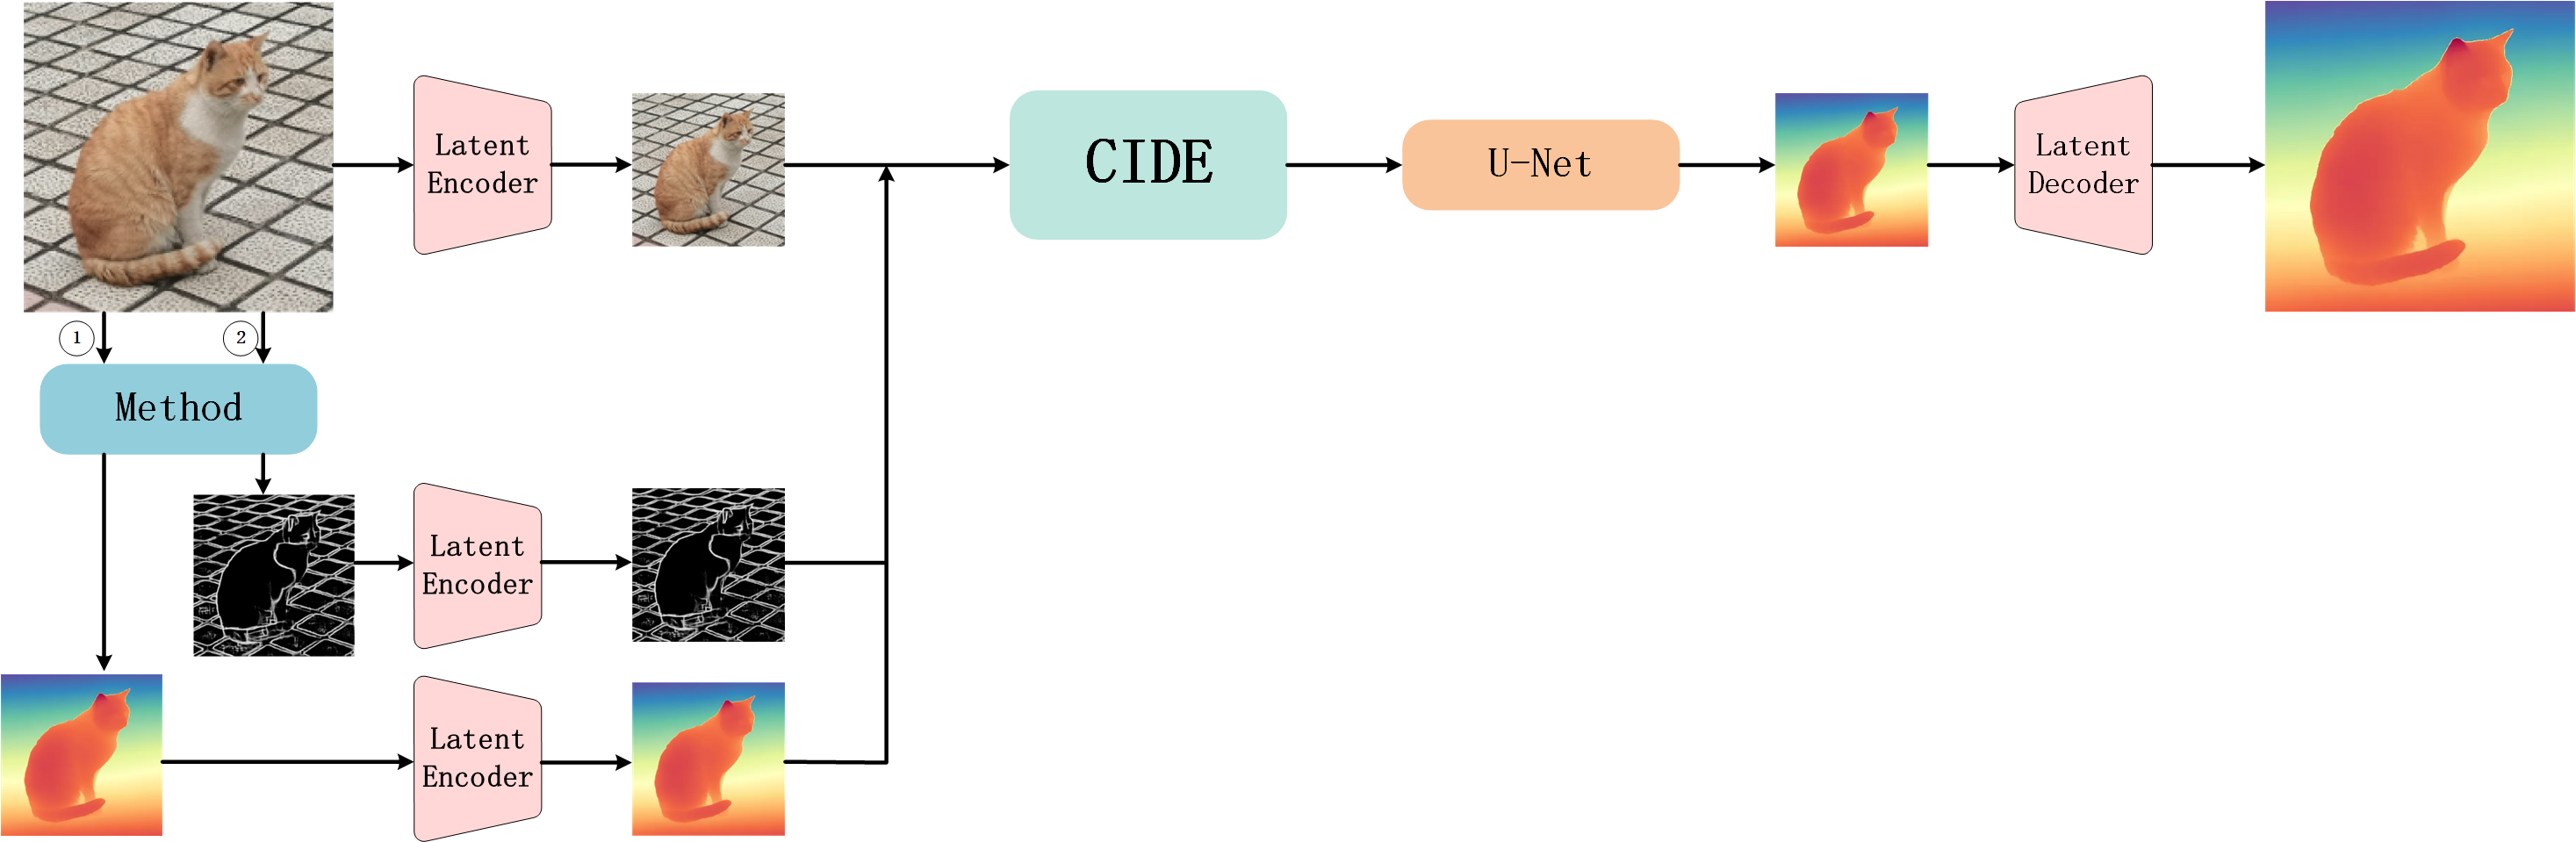 Latent
Encoder
CIDE
U-Net
Latent
Decoder
1
2
Method
Latent
Encoder
Latent
Encoder